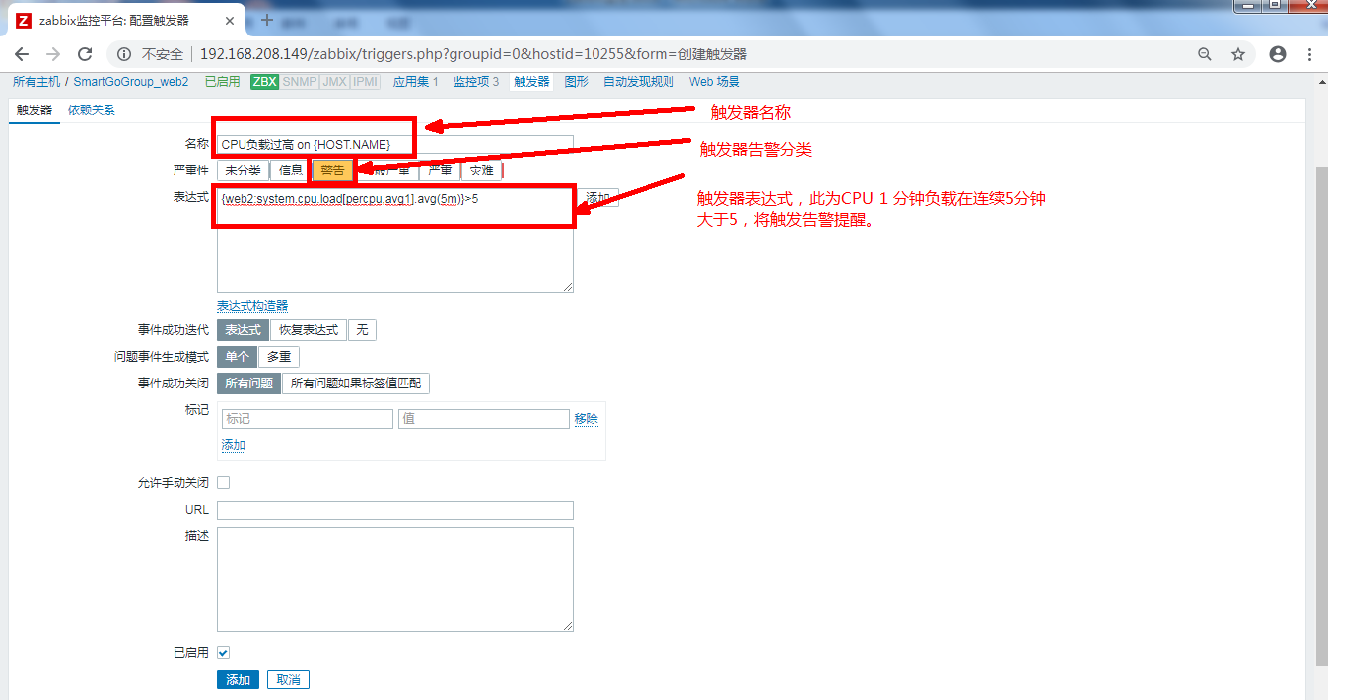 zabbix监控平台: 配置触发器
不安全 192.168.208.149/zabbix/triggers.php?groupid=0&hostid=10255&form=创建触发器
所有主机 / SmartGoGroup_web2 已启用 ZBX SNMP JMX IPMI 应用集 1 监控项 3 触发器 图形 自动发现规则 Web 场景
触发器 依赖关系
触发器名称
名称 CPU负载过高 on {HOST.NAME}
触发器告警分类
严重性 未分类 信息 警告 严重 严重 灾难
表达式 {web2:system.cpu.load[percpu,avg1].avg(5m)}>5 添加
触发器表达式，此为CPU 1 分钟负载在连续5分钟
大于5，将触发告警提醒。
表达式构造器
事件成功迭代 表达式 恢复表达式 无
问题事件生成模式 单个 多重
事件成功关闭 所有问题 所有问题如果标签值匹配
标记 标记 值 移除
添加
允许手动关闭
URL
描述
已启用
添加 取消